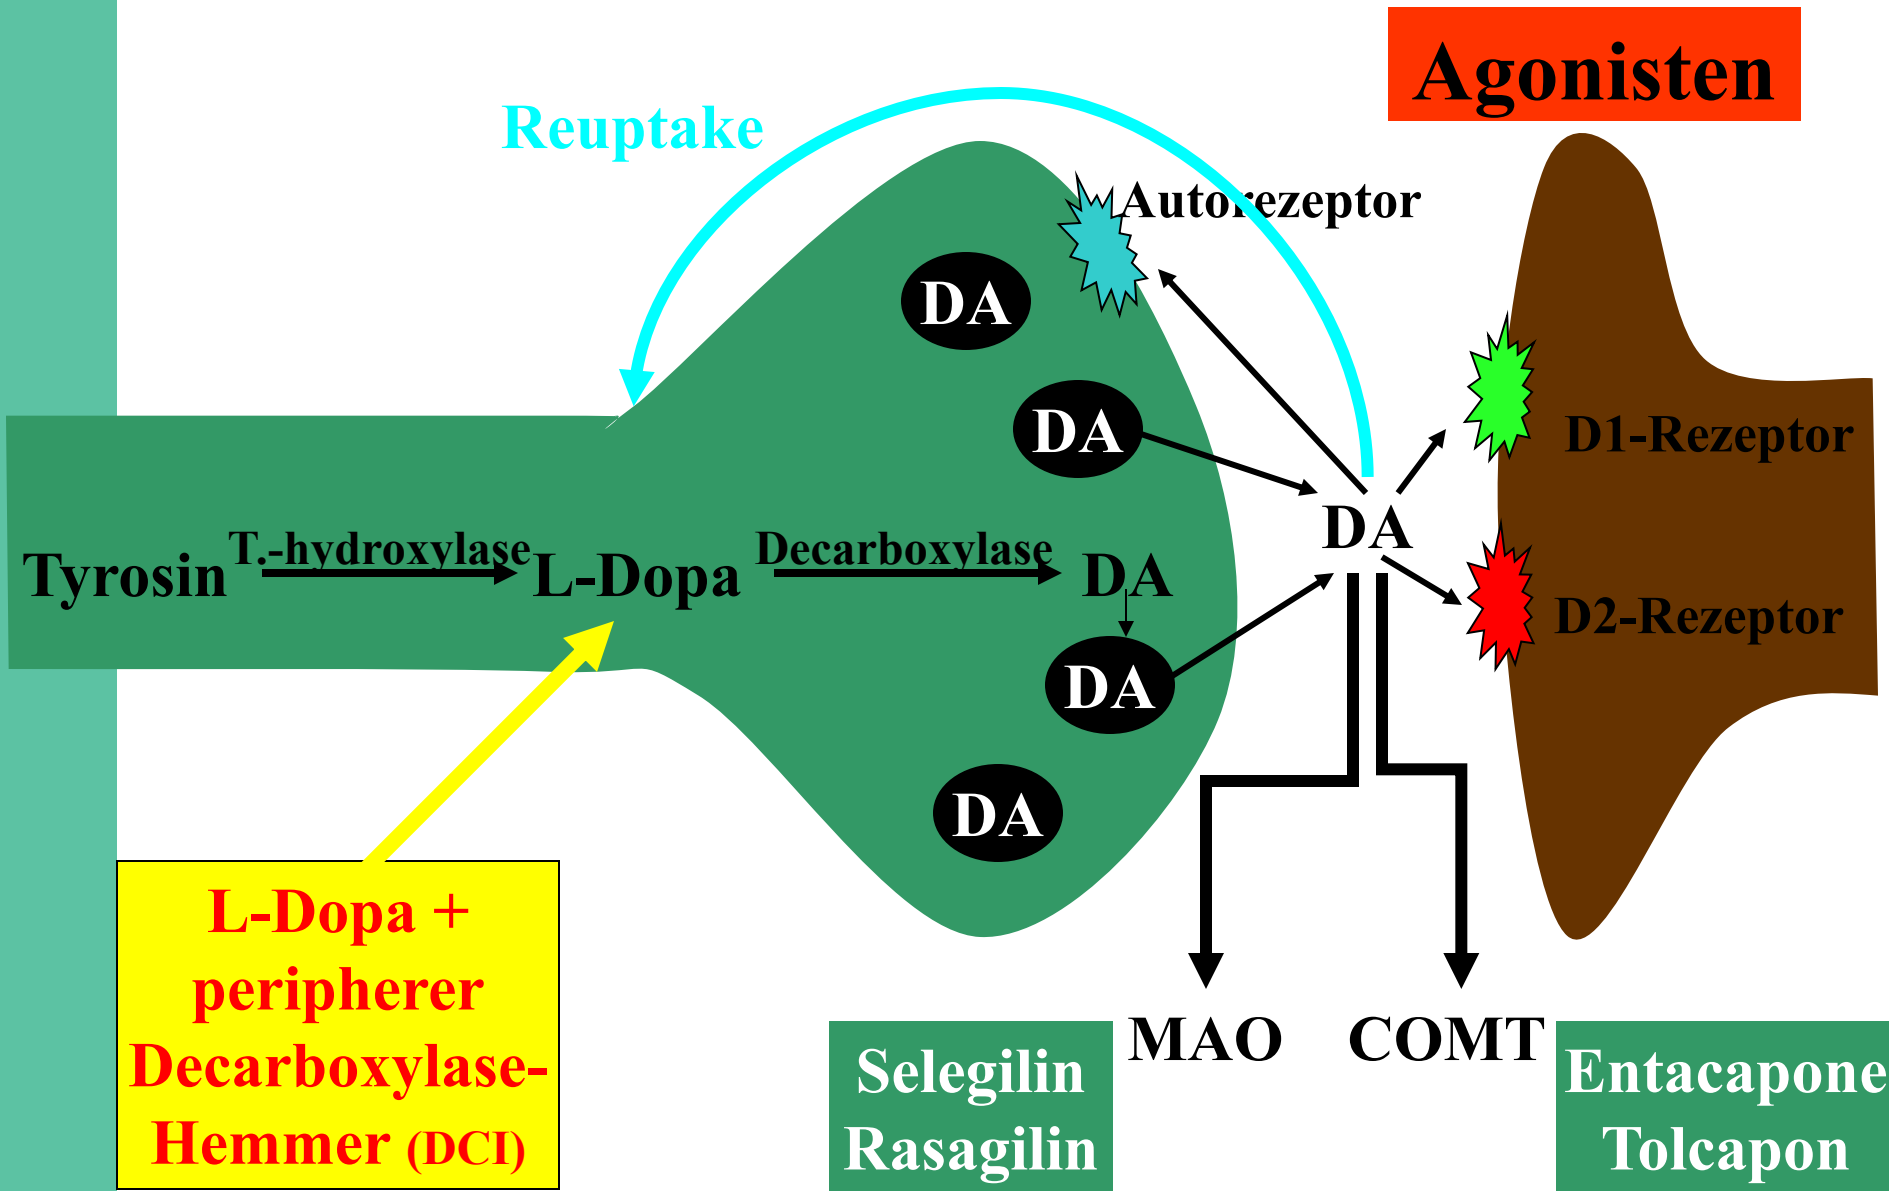 Agonisten
Reuptake
Autorezeptor
DA
DA
D1-Rezeptor
DA
Tyrosin T.-hydroxylase L-Dopa Decarboxylase DA
D2-Rezeptor
DA
DA
L-Dopa +
peripherer
Decarboxylase-
Hemmer (DCI)
MAO COMT
Selegilin
Rasagilin
Entacapone
Tolcapon